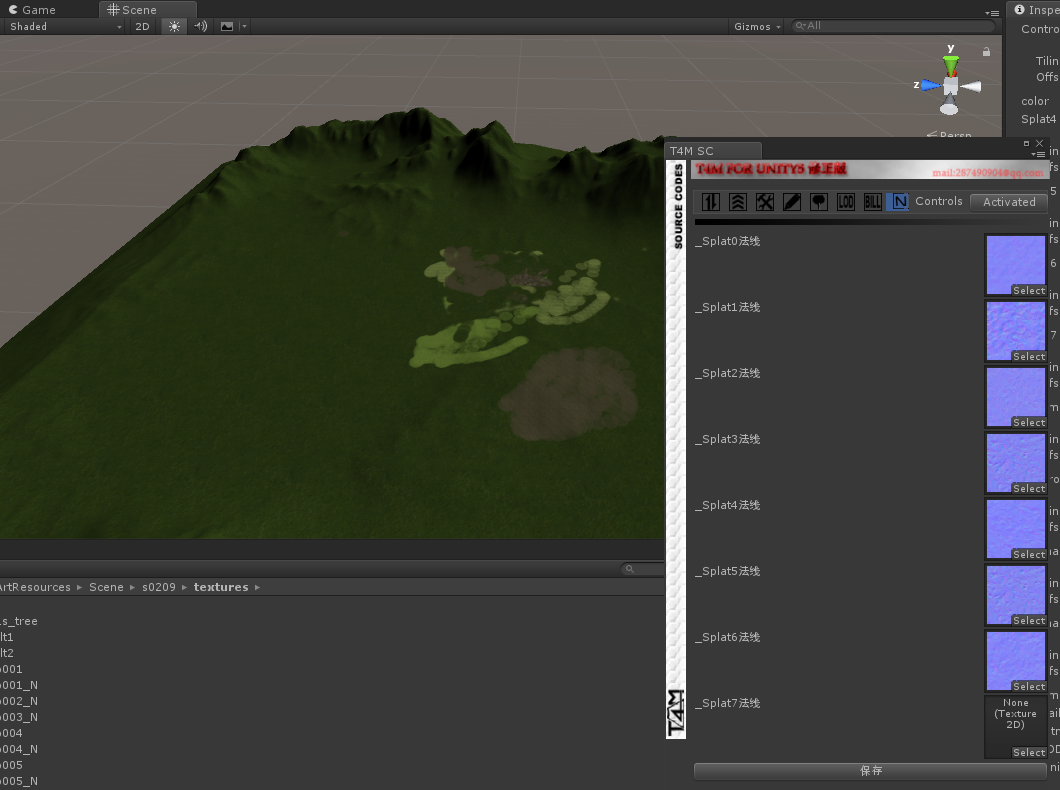 Game
Scene
Inspe
Shaded
2D
Gizmos
All
Contro
Tilin
Offs
color
Splat4
y
z
Persp
T4M SC
SOURCE CODES
T4M FOR UNITY5 修正版
mail:287490904@qq.com
LOD
BILL
N
Controls
Activated
_Splat0法线
Select
_Splat1法线
Select
_Splat2法线
Select
_Splat3法线
Select
_Splat4法线
Select
_Splat5法线
Select
_Splat6法线
Select
_Splat7法线
None
(Texture
2D)
Select
T4M
保存
ArtResources
Scene
s0209
textures
s_tree
lt1
lt2
001
001_N
002_N
003_N
004
004_N
005
005_N